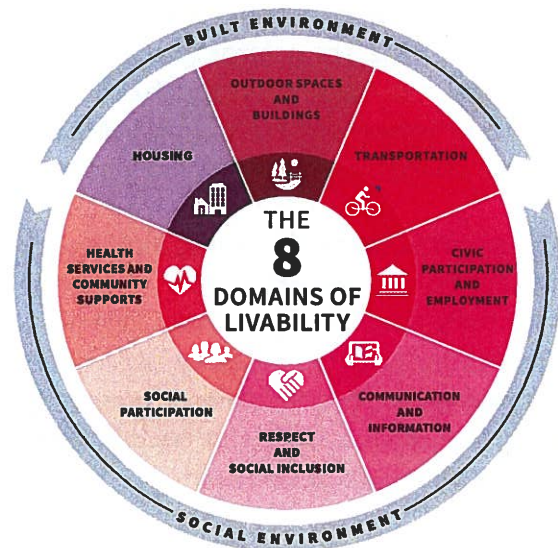 BUILT ENVIRONMENT
OUTDOOR SPACES
AND
BUILDINGS
TRANSPORTATION
CIVIC
PARTICIPATION
AND
EMPLOYMENT
COMMUNICATION
AND
INFORMATION
RESPECT
AND
SOCIAL INCLUSION
SOCIAL
PARTICIPATION
HEALTH
SERVICES AND
COMMUNITY
SUPPORTS
HOUSING
THE
8
DOMAINS OF
LIVABILITY
SOCIAL ENVIRONMENT